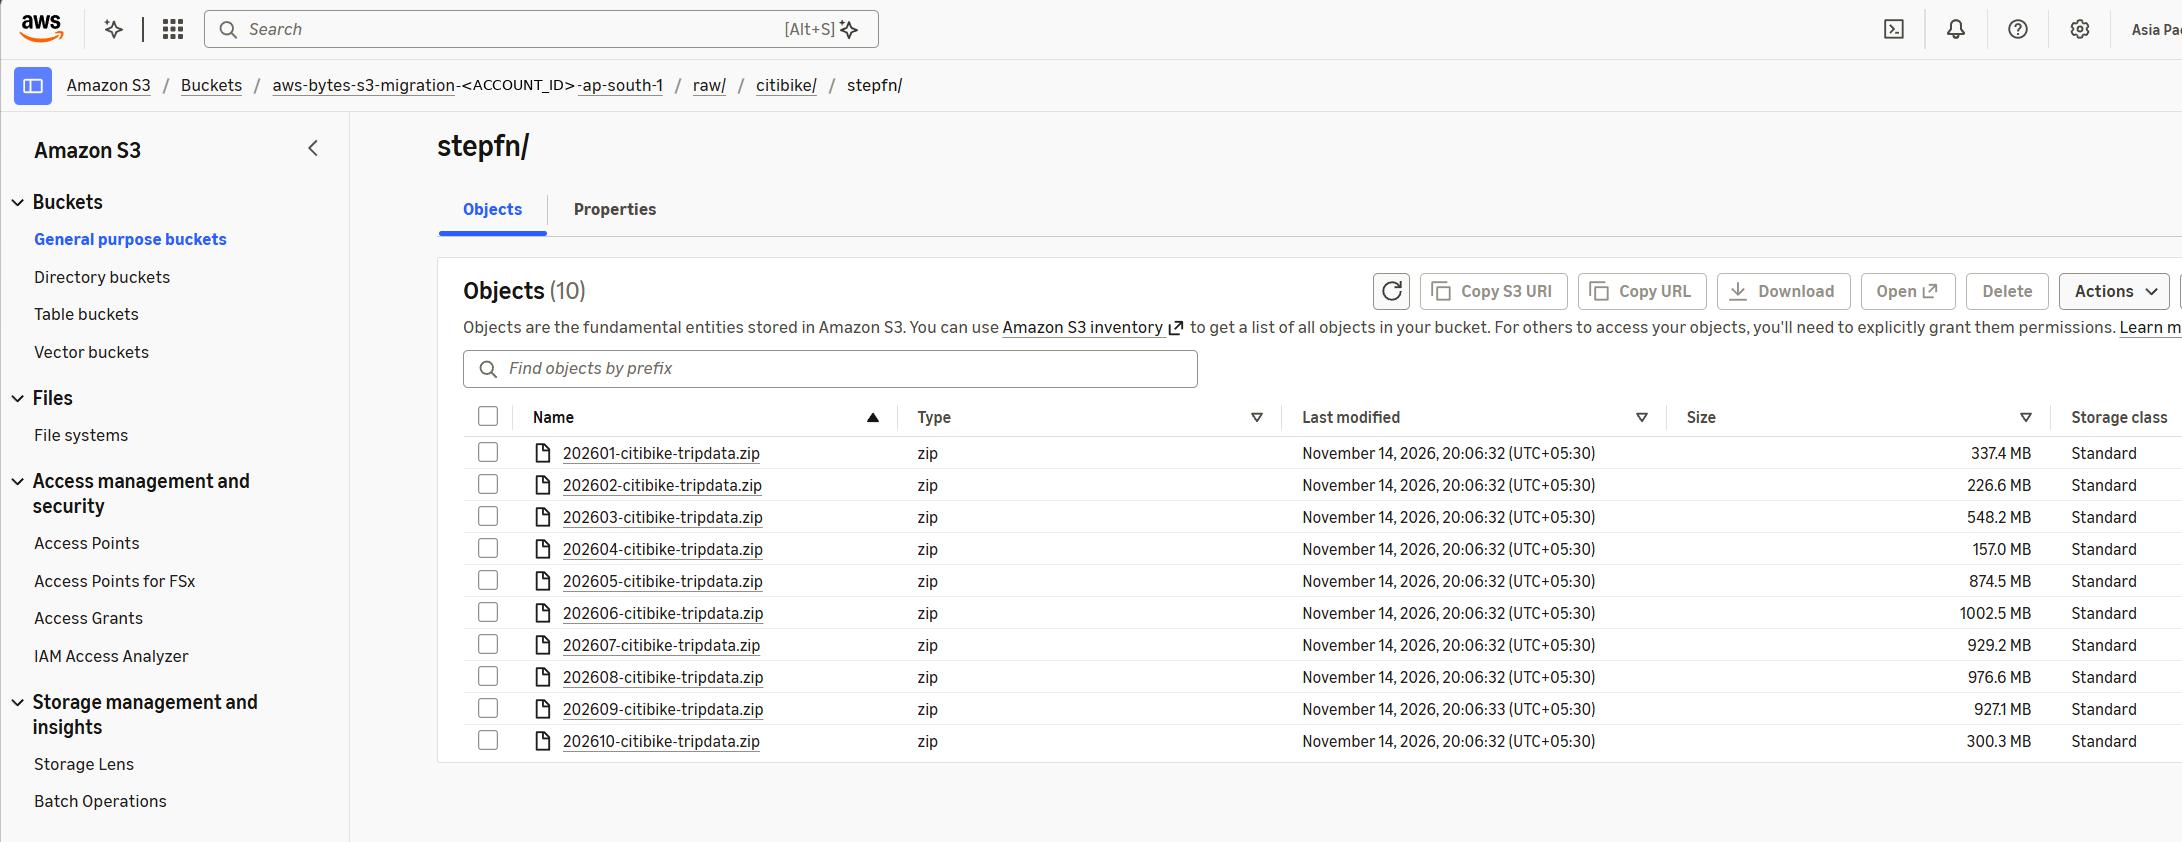 aws
Search [Alt+S]
Asia Pa
Amazon S3 / Buckets / aws-bytes-s3-migration-<ACCOUNT_ID>-ap-south-1 / raw/ / citibike/ / stepfn/
Amazon S3
Buckets
General purpose buckets
Directory buckets
Table buckets
Vector buckets
Files
File systems
Access management and
security
Access Points
Access Points for FSx
Access Grants
IAM Access Analyzer
Storage management and
insights
Storage Lens
Batch Operations
stepfn/
Objects Properties
Objects (10)
Copy S3 URI Copy URL Download Open Delete Actions
Objects are the fundamental entities stored in Amazon S3. You can use Amazon S3 inventory to get a list of all objects in your bucket. For others to access your objects, you'll need to explicitly grant them permissions. Learn m
Find objects by prefix
Name Type Last modified Size Storage class
202601-citibike-tripdata.zip zip November 14, 2026, 20:06:32 (UTC+05:30) 337.4 MB Standard
202602-citibike-tripdata.zip zip November 14, 2026, 20:06:32 (UTC+05:30) 226.6 MB Standard
202603-citibike-tripdata.zip zip November 14, 2026, 20:06:32 (UTC+05:30) 548.2 MB Standard
202604-citibike-tripdata.zip zip November 14, 2026, 20:06:32 (UTC+05:30) 157.0 MB Standard
202605-citibike-tripdata.zip zip November 14, 2026, 20:06:32 (UTC+05:30) 874.5 MB Standard
202606-citibike-tripdata.zip zip November 14, 2026, 20:06:32 (UTC+05:30) 1002.5 MB Standard
202607-citibike-tripdata.zip zip November 14, 2026, 20:06:32 (UTC+05:30) 929.2 MB Standard
202608-citibike-tripdata.zip zip November 14, 2026, 20:06:32 (UTC+05:30) 976.6 MB Standard
202609-citibike-tripdata.zip zip November 14, 2026, 20:06:33 (UTC+05:30) 927.1 MB Standard
202610-citibike-tripdata.zip zip November 14, 2026, 20:06:32 (UTC+05:30) 300.3 MB Standard